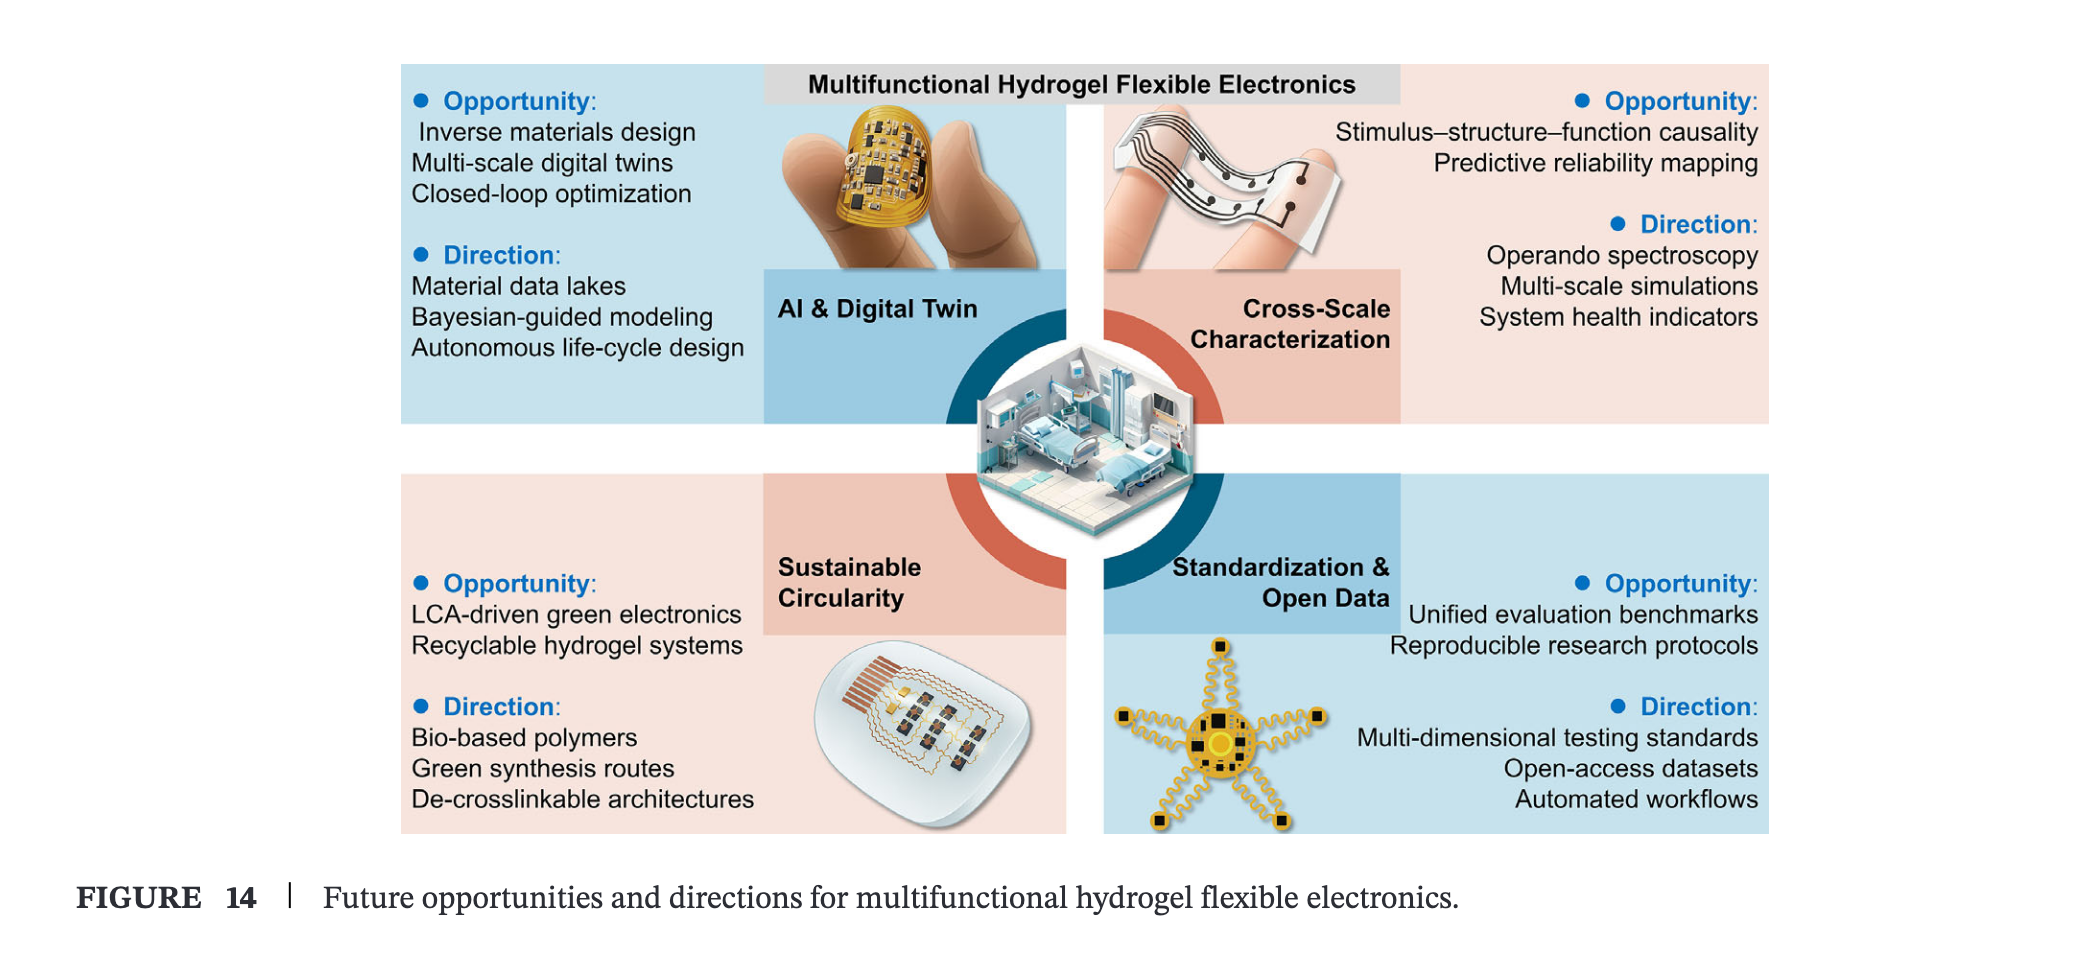 Multifunctional Hydrogel Flexible Electronics
● Opportunity:
Inverse materials design
Multi-scale digital twins
Closed-loop optimization
● Direction:
Material data lakes
Bayesian-guided modeling
Autonomous life-cycle design
AI & Digital Twin
● Opportunity:
Stimulus–structure–function causality
Predictive reliability mapping
● Direction:
Operando spectroscopy
Multi-scale simulations
System health indicators
Cross-Scale
Characterization
Sustainable
Circularity
● Opportunity:
LCA-driven green electronics
Recyclable hydrogel systems
● Direction:
Bio-based polymers
Green synthesis routes
De-crosslinkable architectures
Standardization &
Open Data
● Opportunity:
Unified evaluation benchmarks
Reproducible research protocols
● Direction:
Multi-dimensional testing standards
Open-access datasets
Automated workflows
FIGURE 14 | Future opportunities and directions for multifunctional hydrogel flexible electronics.